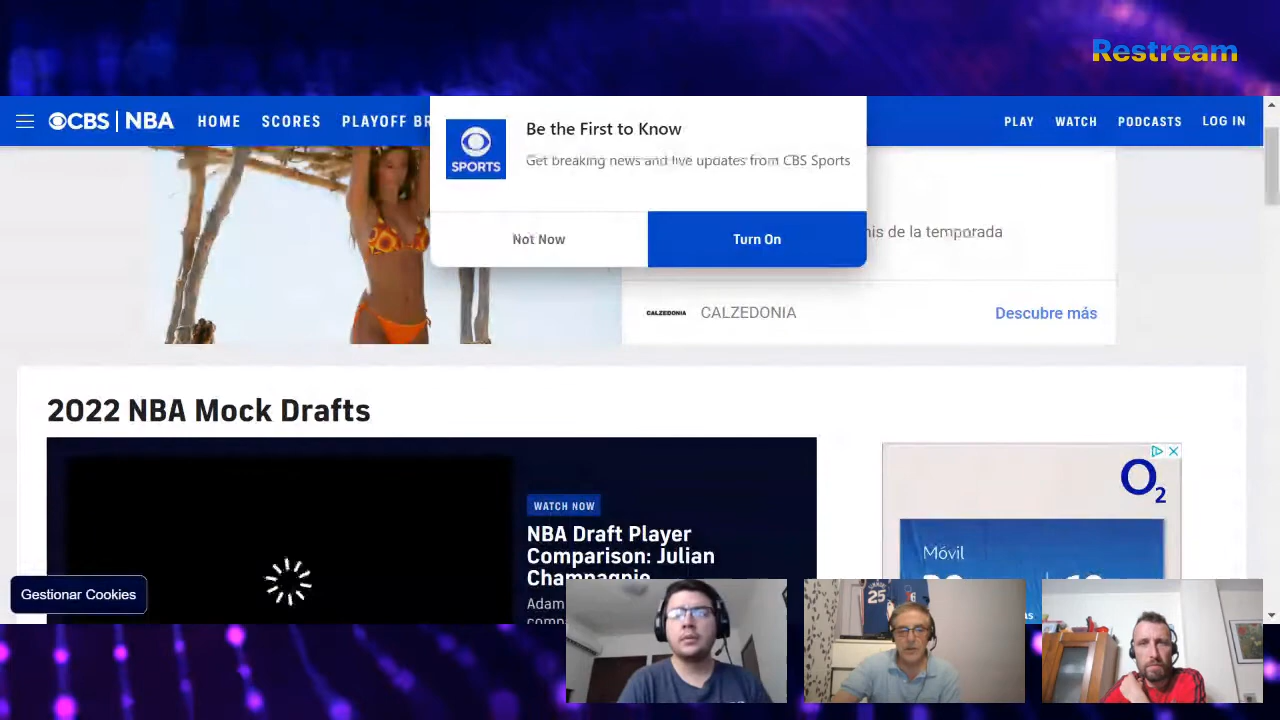 Restream
CBS | NBA HOME SCORES PLAYOFF
PLAY WATCH PODCASTS LOG IN
Be the First to Know
Get breaking news and live updates from CBS Sports
SPORTS
Not Now
Turn On
de la temporada
CALZEDONIA
CALZEDONIA
Descubre más
2022 NBA Mock Drafts
WATCH NOW
NBA Draft Player
Comparison: Julian
Champagnie
Adam
O2
Móvil
Gestionar Cookies
25